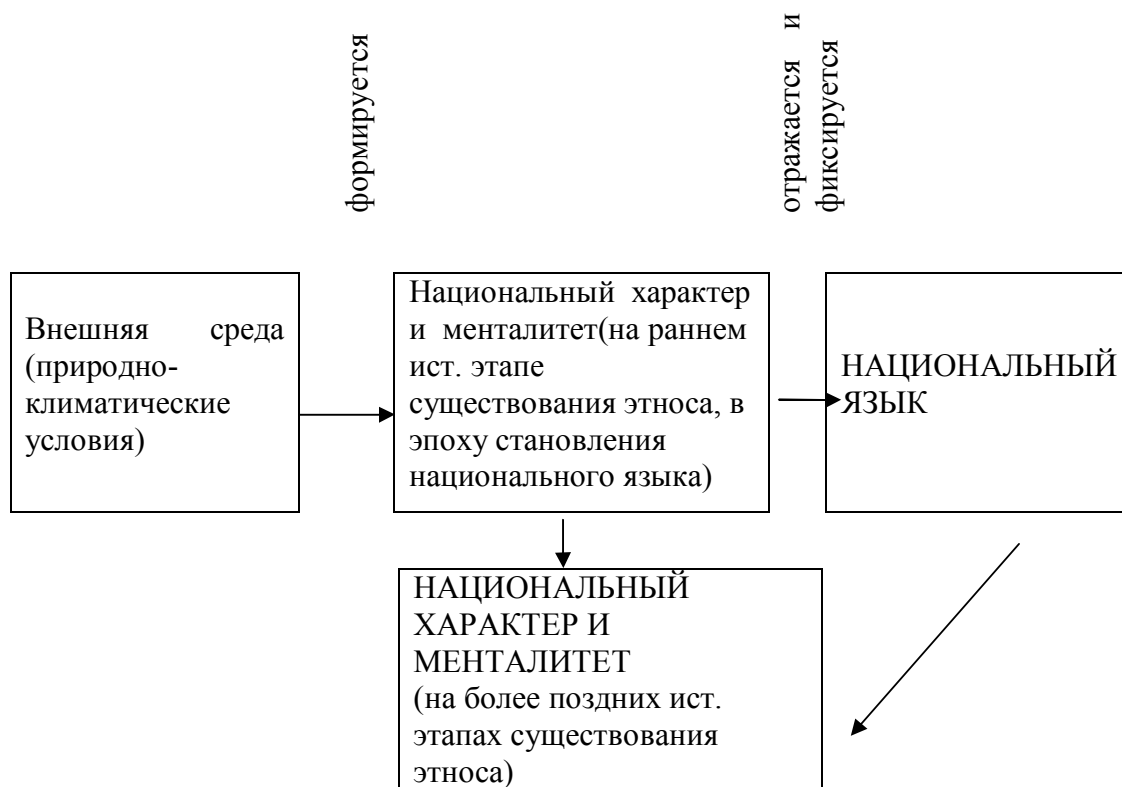 формируется
отражается и
фиксируется
Внешняя среда
(природно-
климатические
условия)
Национальный характер
и менталитет(на раннем
ист. этапе
существования этноса, в
эпоху становления
национального языка)
НАЦИОНАЛЬНЫЙ
ЯЗЫК
НАЦИОНАЛЬНЫЙ
ХАРАКТЕР И
МЕНТАЛИТЕТ
(на более поздних ист.
этапах существования
этноса)